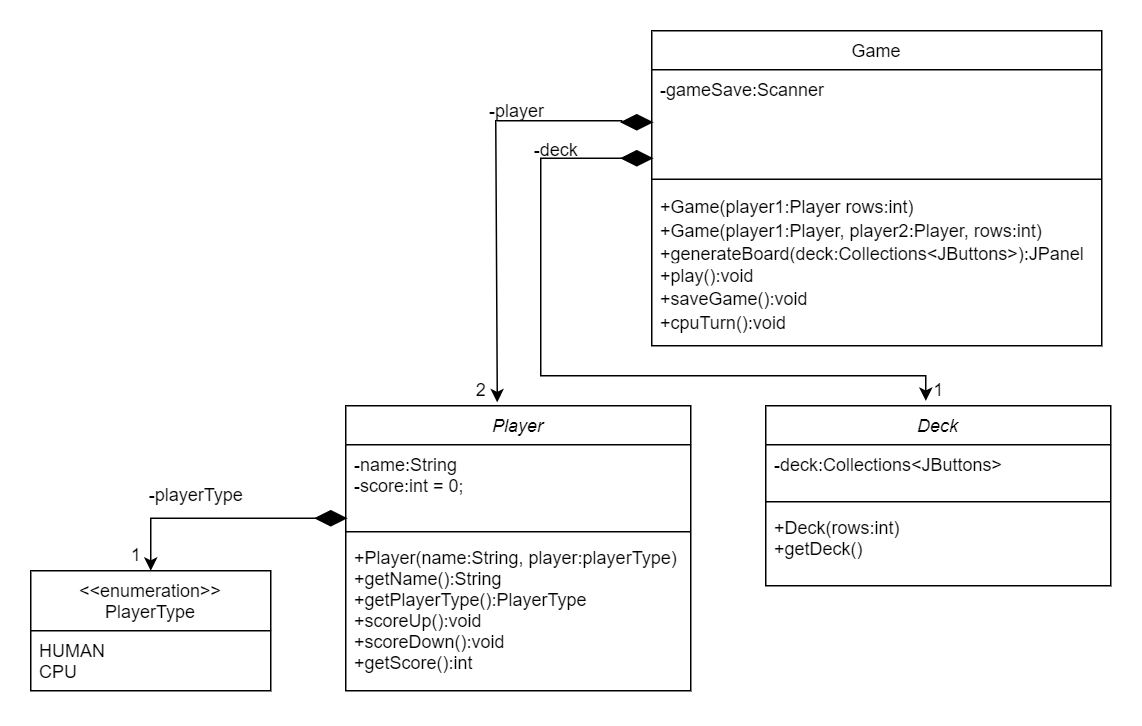 Game
-gameSave:Scanner
-player
-deck
+Game(player1:Player rows:int)
+Game(player1:Player, player2:Player, rows:int)
+generateBoard(deck:Collections<JButtons>):JPanel
+play():void
+saveGame():void
+cpuTurn():void
2
1
Player
-name:String
-score:int = 0;
+Player(name:String, player:playerType)
+getName():String
+getPlayerType():PlayerType
+scoreUp():void
+scoreDown():void
+getScore():int
Deck
-deck:Collections<JButtons>
+Deck(rows:int)
+getDeck()
-playerType
1
<<enumeration>>
PlayerType
HUMAN
CPU